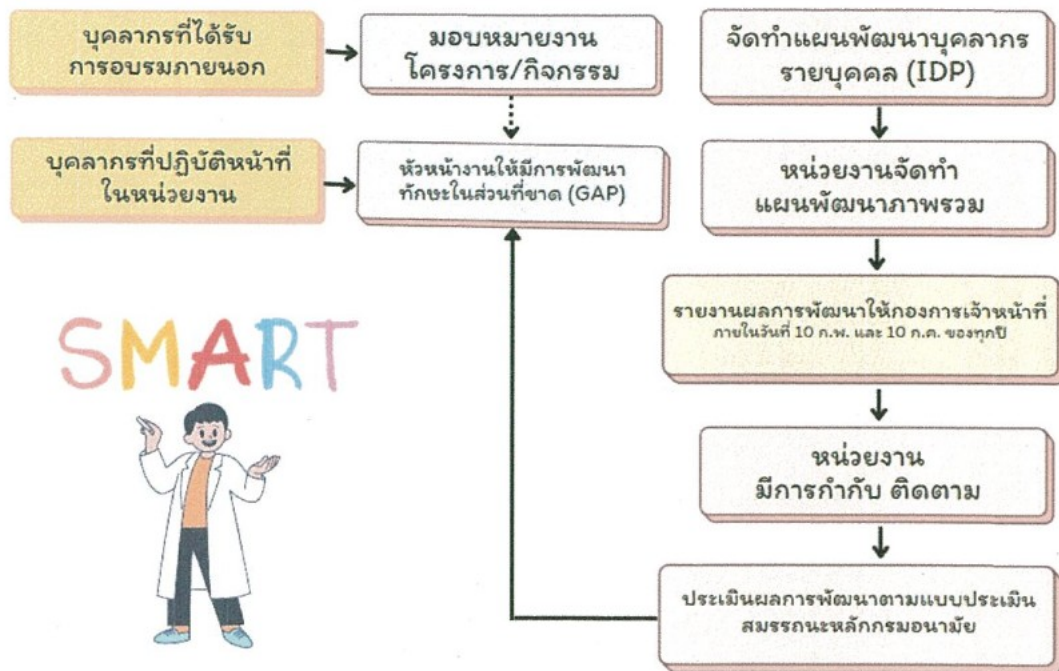 บุคลากรที่ได้รับ
การอบรมภายนอก
มอบหมายงาน
โครงการ/กิจกรรม
จัดทำแผนพัฒนาบุคลากร
รายบุคคล (IDP)
บุคลากรที่ปฏิบัติหน้าที่
ในหน่วยงาน
หัวหน้างานให้มีการพัฒนา
ทักษะในส่วนที่ขาด (GAP)
หน่วยงานจัดทำ
แผนพัฒนาภาพรวม
รายงานผลการพัฒนาให้กองการเจ้าหน้าที่
ภายในวันที่ 10 ก.พ. และ 10 ก.ค. ของทุกปี
SMART
หน่วยงาน
มีการกำกับ ติดตาม
ประเมินผลการพัฒนาตามแบบประเมิน
สมรรถนะหลักกรมอนามัย